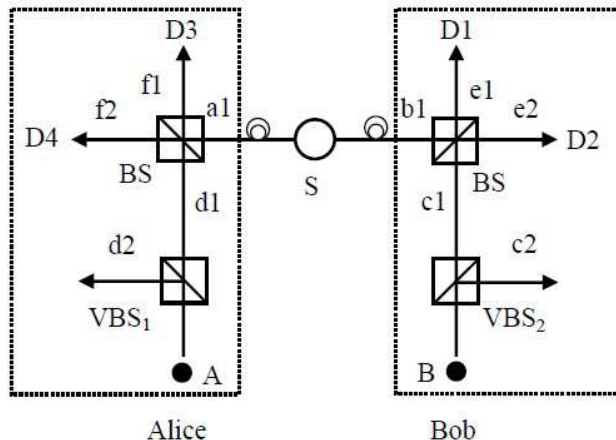 D3
D1
f1
f2
a1
b1
e1
e2
D4
D2
BS
S
BS
d1
c1
d2
c2
VBS₁
VBS₂
A
B
Alice
Bob